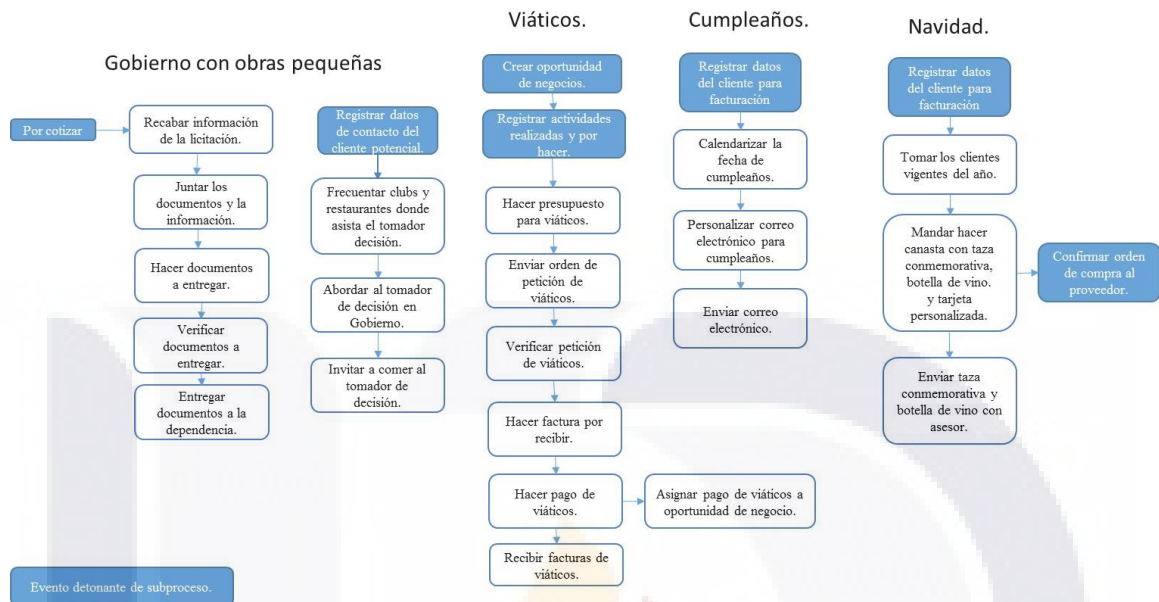 Gobierno con obras pequeñas
Por cotizar
Recabar información
de la licitación.
Juntar los
documentos y la
información.
Hacer documentos
a entregar.
Verificar
documentos a
entregar.
Entregar
documentos a la
dependencia.
Registrar datos
de contacto del
cliente potencial.
Frecuentar clubs y
restaurantes donde
asista el tomador
decisión.
Abordar al tomador
de decisión en
Gobierno.
Invitar a comer al
tomador de
decisión.
Viáticos.
Crear oportunidad
de negocios.
Registrar actividades
realizadas y por
hacer.
Hacer presupuesto
para viáticos.
Enviar orden de
petición de
viáticos.
Verificar petición
de viáticos.
Hacer factura por
recibir.
Hacer pago de
viáticos.
Asignar pago de viáticos a
oportunidad de negocio.
Recibir facturas de
viáticos.
Cumpleaños.
Registrar datos
del cliente para
facturación
Calendarizar la
fecha de
cumpleaños.
Personalizar correo
electrónico para
cumpleaños.
Enviar correo
electrónico.
Navidad.
Registrar datos
del cliente para
facturación
Tomar los clientes
vigentes del año.
Mandar hacer
canasta con taza
conmemorativa,
botella de vino.
y tarjeta
personalizada.
Confirmar orden
de compra al
proveedor.
Enviar taza
conmemorativa y
botella de vino con
asesor.
Evento detonante de subproceso.